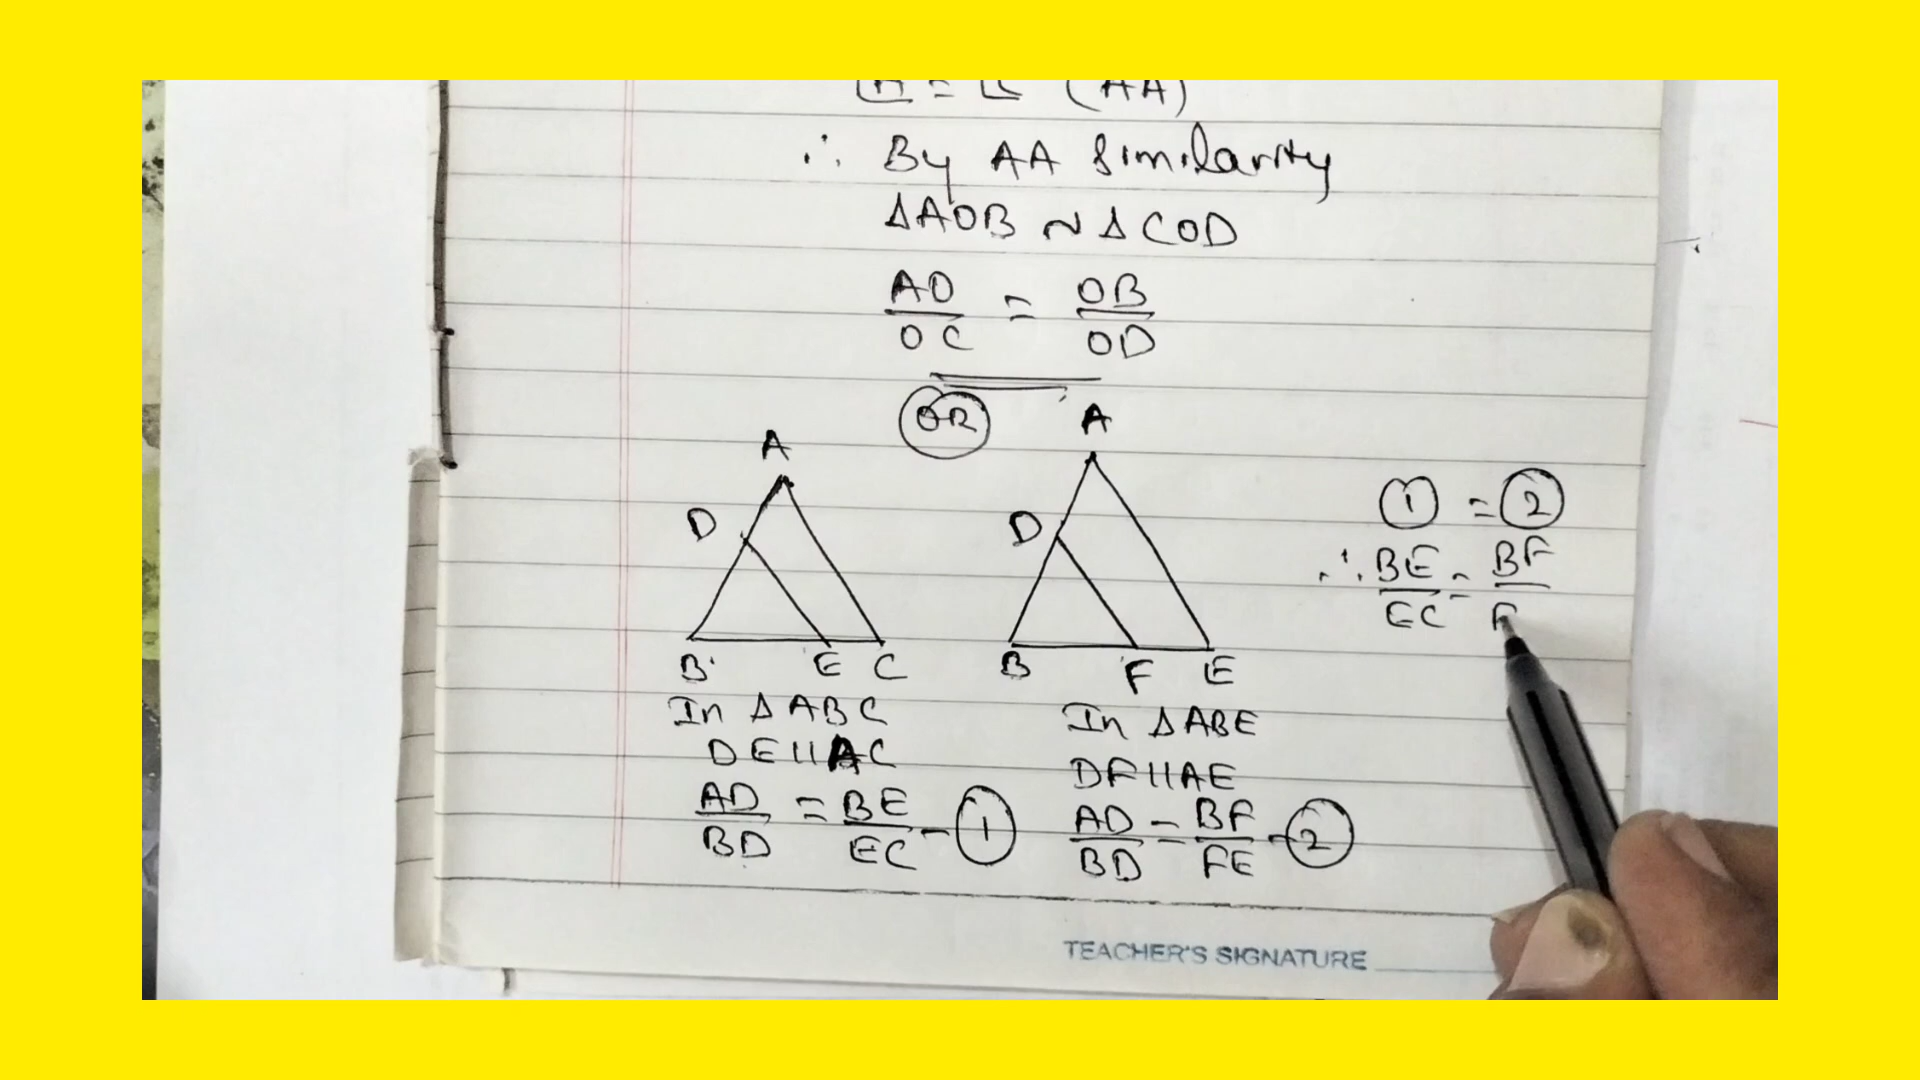 (AA)
∴ By AA Similarity
ΔAOB ~ ΔCOD
AO/OC = OB/OD
OR
A
A
D
D
B E C
B F E
① = ②
∴ BE/EC = BF/F
In ΔABC
DE||AC
AD/BD = BE/EC - ①
In ΔABE
DF||AE
AD/BD = BF/FE - ②
TEACHER'S SIGNATURE